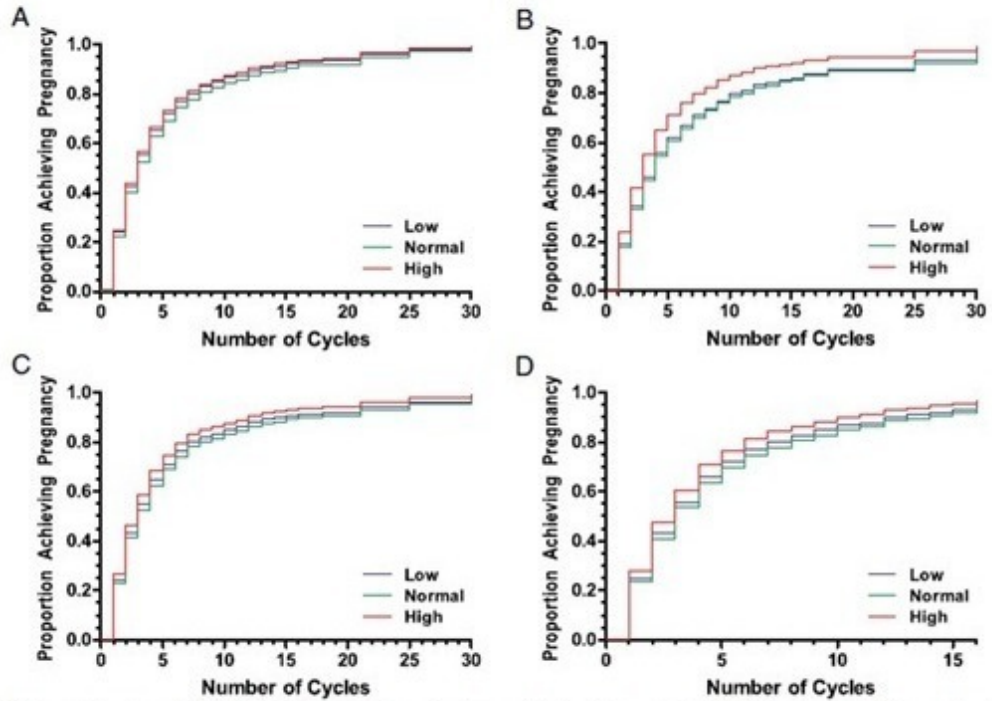 A
Proportion Achieving Pregnancy
1.0
0.8
0.6
0.4
0.2
0.0
Low
Normal
High
0 5 10 15 20 25 30
Number of Cycles
B
Proportion Achieving Pregnancy
1.0
0.8
0.6
0.4
0.2
0.0
Low
Normal
High
0 5 10 15 20 25 30
Number of Cycles
C
Proportion Achieving Pregnancy
1.0
0.8
0.6
0.4
0.2
0.0
Low
Normal
High
0 5 10 15 20 25 30
Number of Cycles
D
Proportion Achieving Pregnancy
1.0
0.8
0.6
0.4
0.2
0.0
Low
Normal
High
0 5 10 15
Number of Cycles